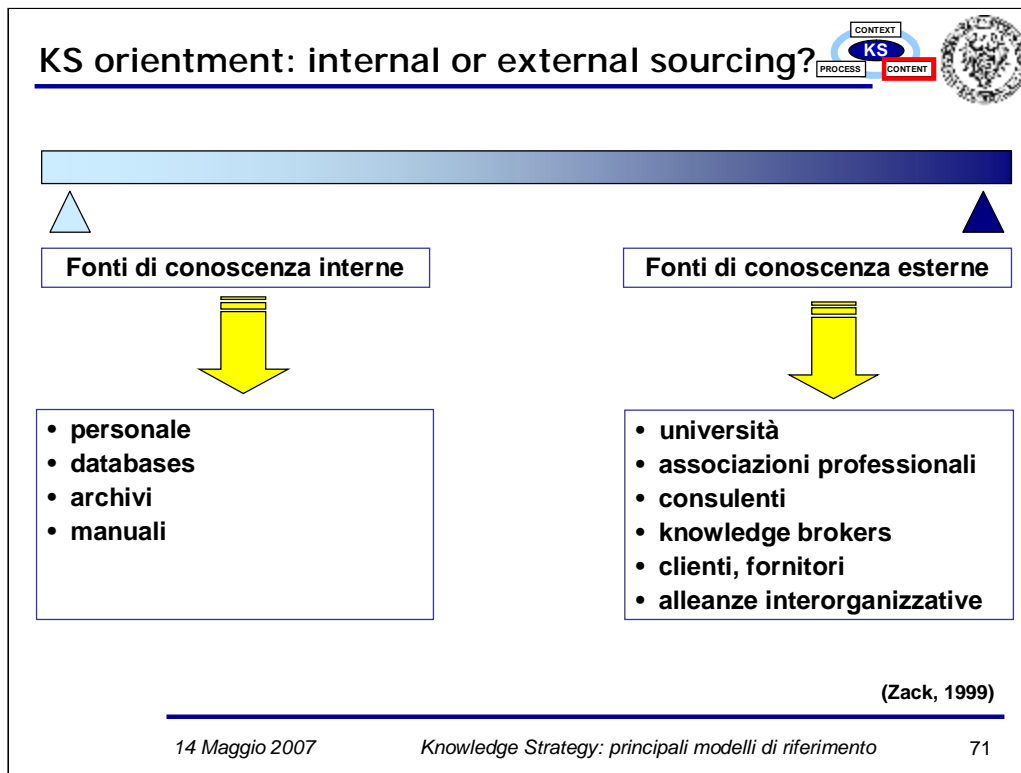 KS orientment: internal or external sourcing?
CONTEXT
KS
PROCESS
CONTENT
Fonti di conoscenza interne
Fonti di conoscenza esterne
• personale
• databases
• archivi
• manuali
• università
• associazioni professionali
• consulenti
• knowledge brokers
• clienti, fornitori
• alleanze interorganizzative
(Zack, 1999)
14 Maggio 2007
Knowledge Strategy: principali modelli di riferimento
71